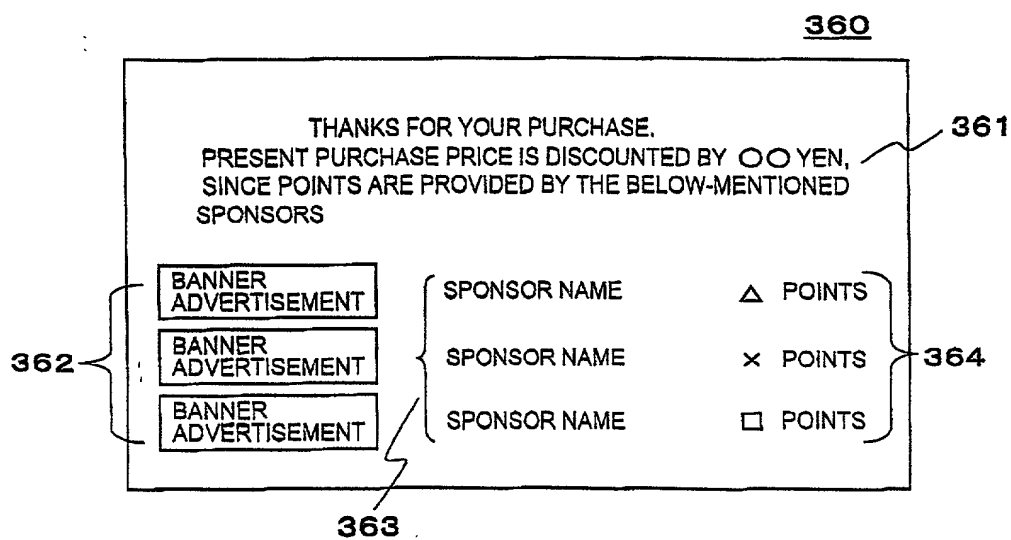 360
THANKS FOR YOUR PURCHASE.
PRESENT PURCHASE PRICE IS DISCOUNTED BY ○○ YEN,
SINCE POINTS ARE PROVIDED BY THE BELOW-MENTIONED
SPONSORS
361
BANNER
ADVERTISEMENT
SPONSOR NAME △ POINTS
BANNER
ADVERTISEMENT
SPONSOR NAME × POINTS
BANNER
ADVERTISEMENT
SPONSOR NAME □ POINTS
362
364
363